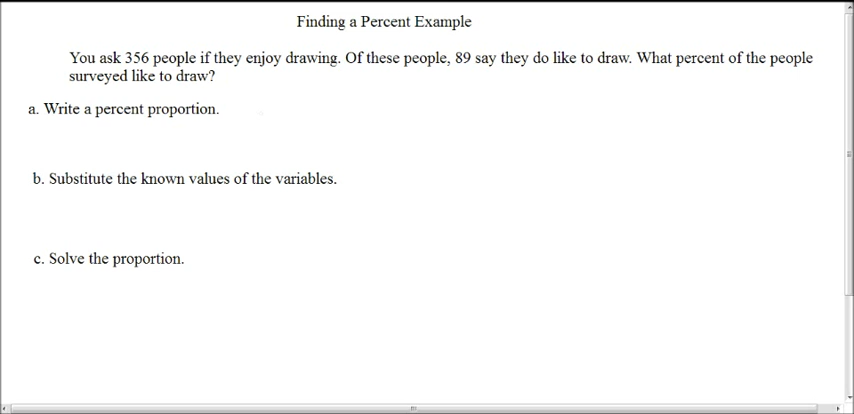 Finding a Percent Example
You ask 356 people if they enjoy drawing. Of these people, 89 say they do like to draw. What percent of the people
surveyed like to draw?
a. Write a percent proportion.
b. Substitute the known values of the variables.
c. Solve the proportion.